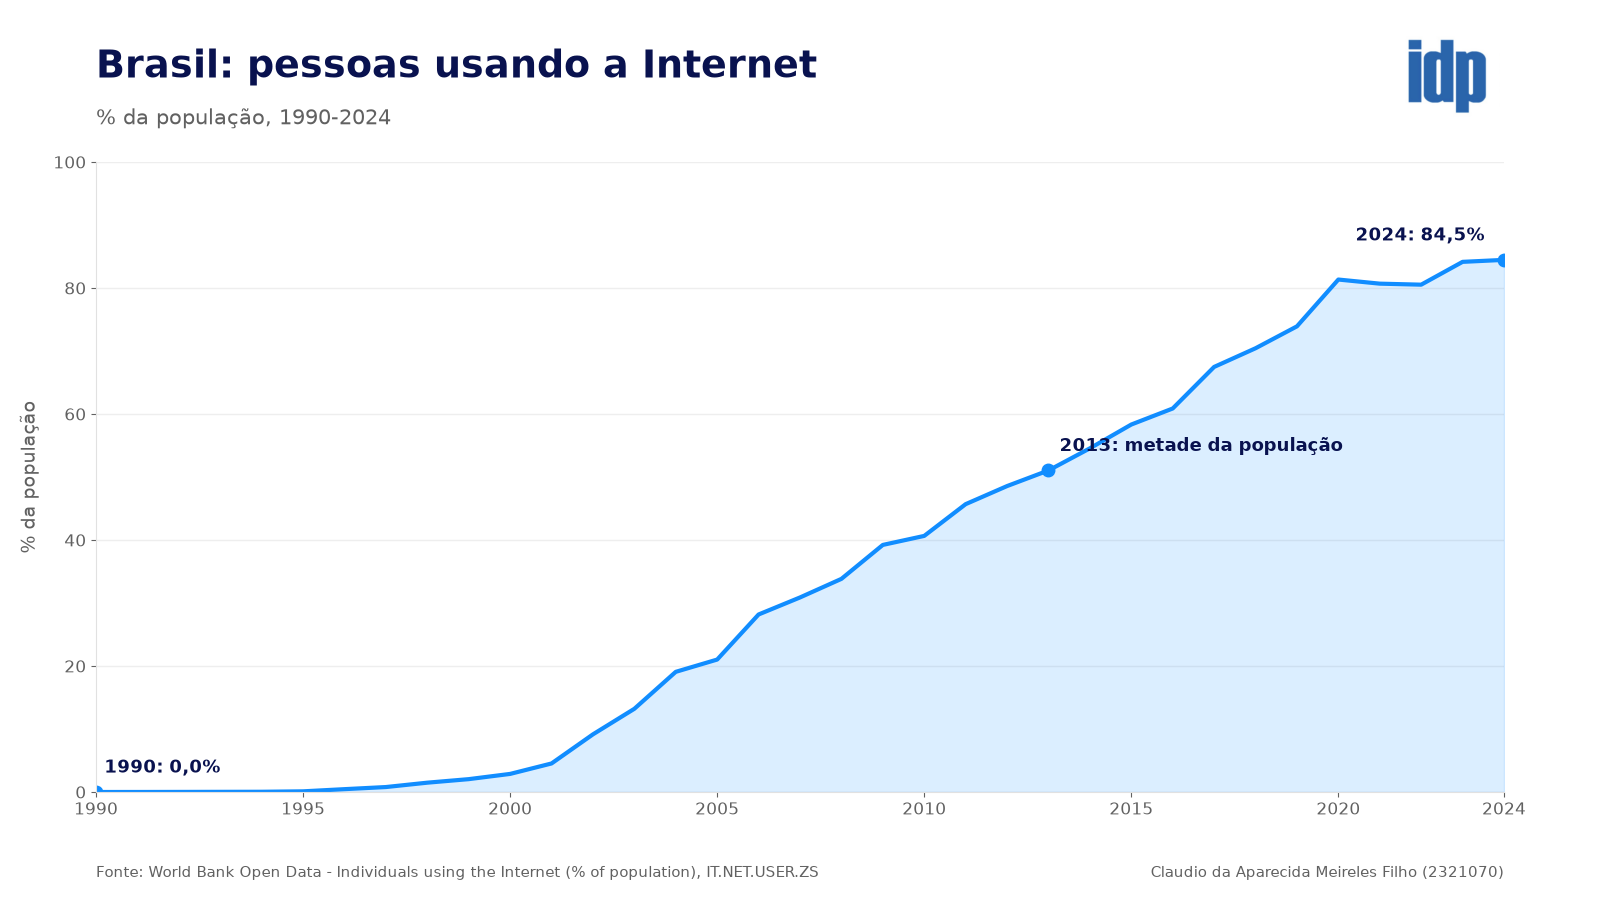 Brasil: pessoas usando a Internet
idp
% da população, 1990-2024
% da população
100
80
60
40
20
0
2024: 84,5%
2013: metade da população
1990: 0,0%
1990 1995 2000 2005 2010 2015 2020 2024
Fonte: World Bank Open Data - Individuals using the Internet (% of population), IT.NET.USER.ZS
Claudio da Aparecida Meireles Filho (2321070)